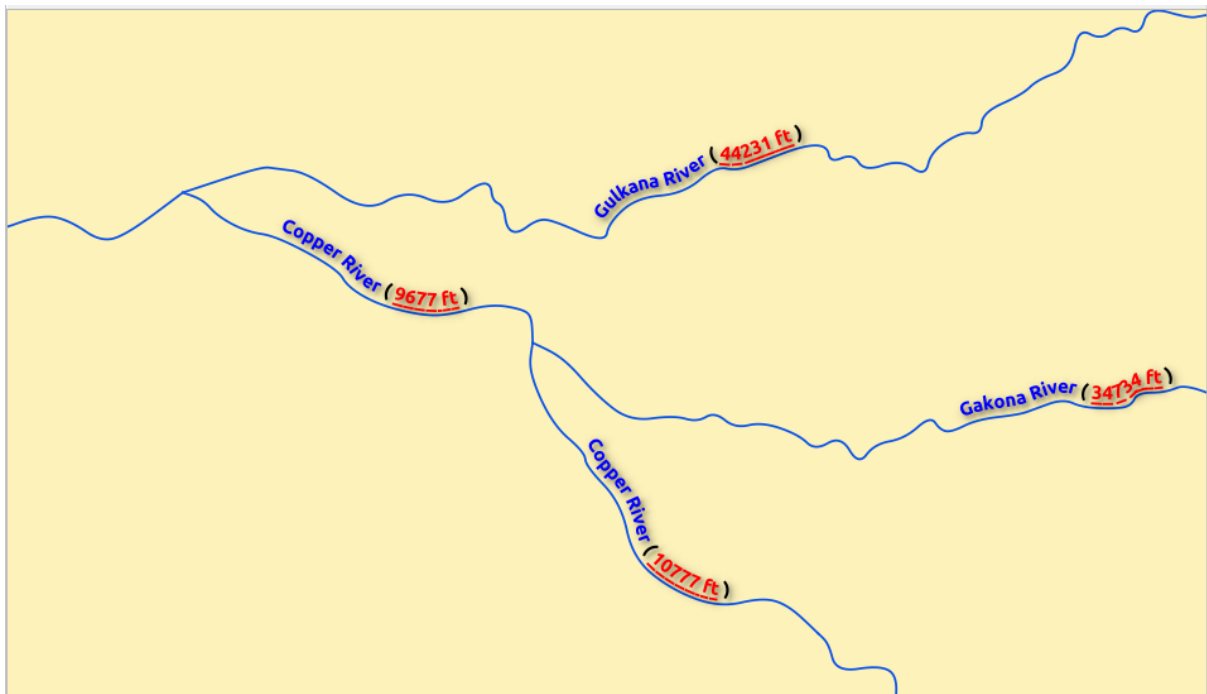 Gulkana River (44231 ft)
Copper River (9677 ft)
Gakona River (34734 ft)
Copper River (10777 ft)